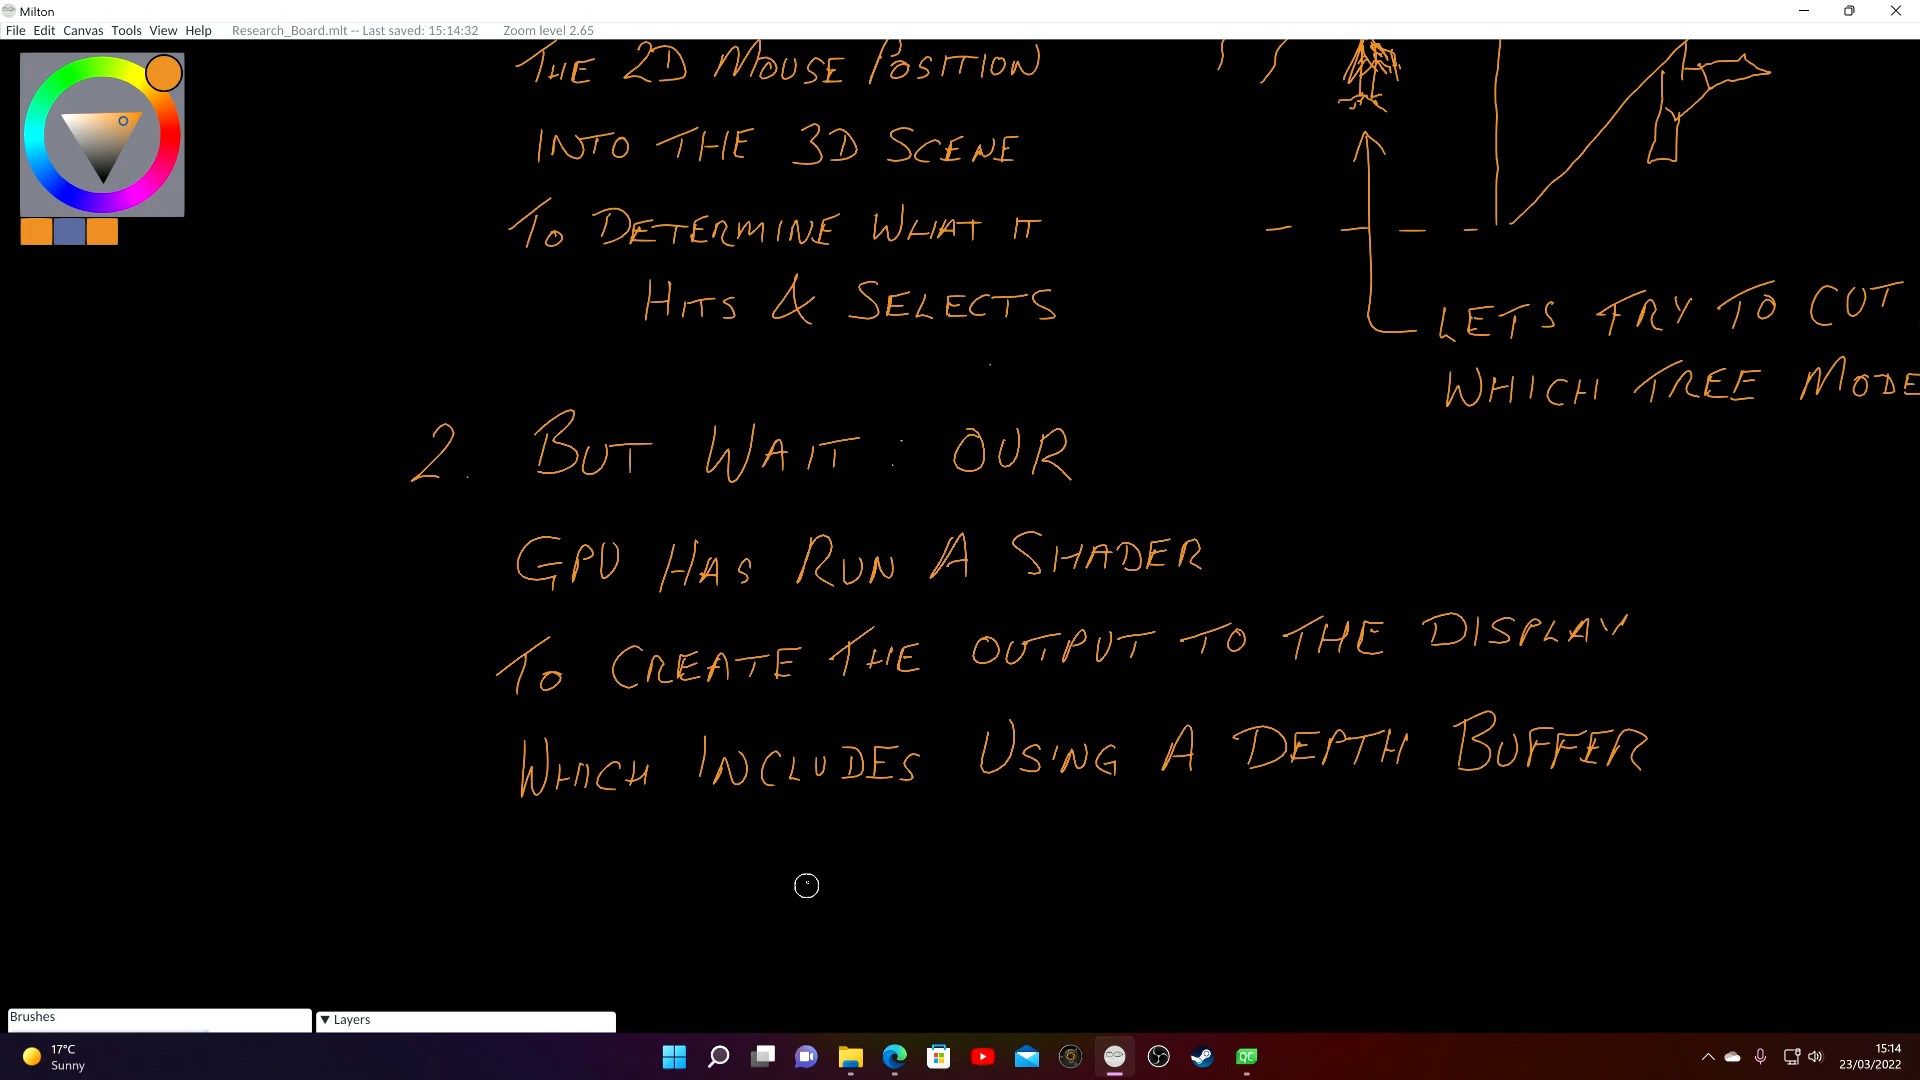 Milton
File Edit Canvas Tools View Help Research_Board.mlt -- Last saved: 15:14:32 Zoom level 2.65
THE 2D MOUSE POSITION
INTO THE 3D SCENE
TO DETERMINE WHAT IT
HITS & SELECTS
LETS TRY TO CUT
WHICH TREE MODE
2. BUT WAIT: OUR
GPU HAS RUN A SHADER
TO CREATE THE OUTPUT TO THE DISPLAY
WHICH INCLUDES USING A DEPTH BUFFER
Brushes
Layers
17°C
Sunny
QC
15:14
23/03/2022